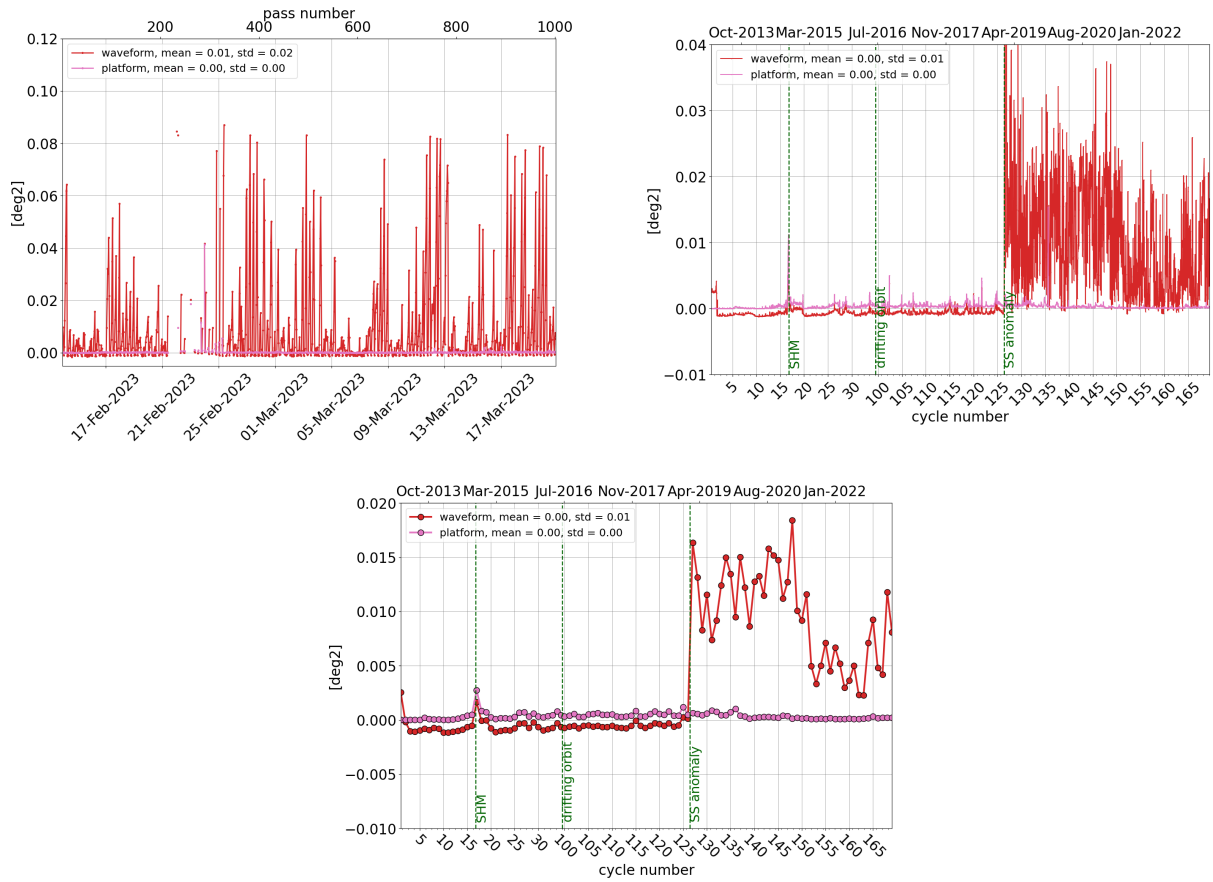 pass number
200 400 600 800 1000
0.12
0.10
0.08
0.06
0.04
0.02
0.00
[deg2]
waveform, mean = 0.01, std = 0.02
platform, mean = 0.00, std = 0.00
17-Feb-2023 21-Feb-2023 25-Feb-2023 01-Mar-2023 05-Mar-2023 09-Mar-2023 13-Mar-2023 17-Mar-2023
Oct-2013 Mar-2015 Jul-2016 Nov-2017 Apr-2019 Aug-2020 Jan-2022
0.04
0.03
0.02
0.01
0.00
−0.01
[deg2]
waveform, mean = 0.00, std = 0.01
platform, mean = 0.00, std = 0.00
SHM
drifting orbit
SS anomaly
5 10 15 20 25 30 100 105 110 115 120 125 130 135 140 145 150 155 160 165
cycle number
Oct-2013 Mar-2015 Jul-2016 Nov-2017 Apr-2019 Aug-2020 Jan-2022
0.020
0.015
0.010
0.005
0.000
−0.005
−0.010
[deg2]
waveform, mean = 0.00, std = 0.01
platform, mean = 0.00, std = 0.00
SHM
drifting orbit
SS anomaly
5 10 15 20 25 30 100 105 110 115 120 125 130 135 140 145 150 155 160 165
cycle number